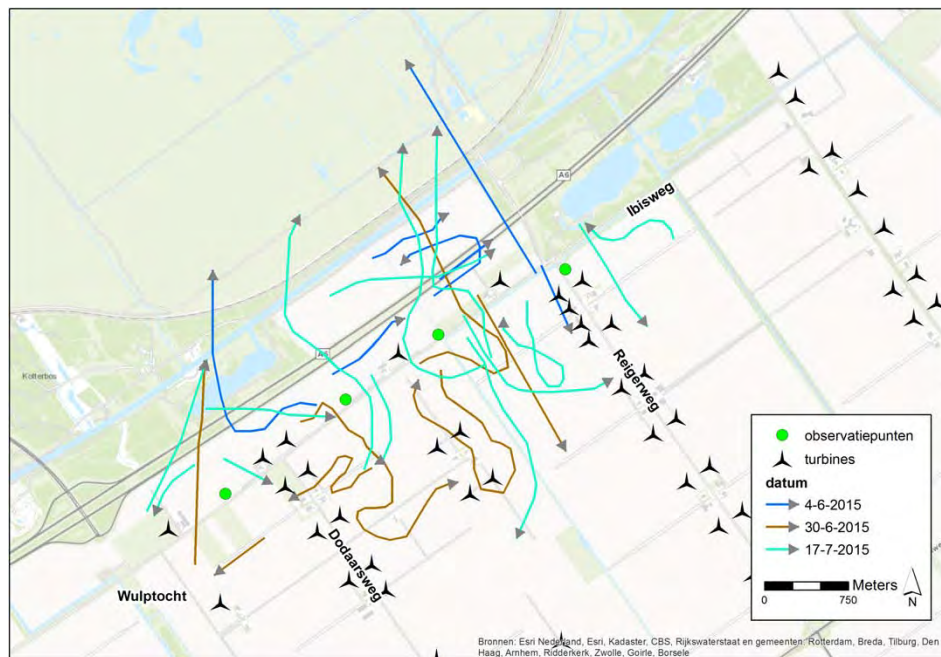 A6
Ibisweg
Kotterbos
A6
Reigerweg
Dodaarsweg
Wulptocht
observatiepunten
turbines
datum
4-6-2015
30-6-2015
17-7-2015
Meters
0 750
N
Bronnen: Esri Nederland, Esri, Kadaster, CBS, Rijkswaterstaat en gemeenten: Rotterdam, Breda, Tilburg, Den
Haag, Arnhem, Ridderkerk, Zwolle, Goirle, Borsele